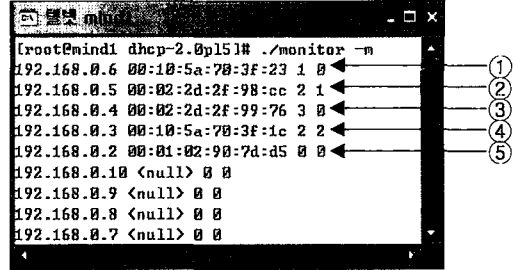 [root@mind1 dhcp-2.0pl5]# ./monitor -m
192.168.0.6 00:10:5a:70:3f:23 1 0 ①
192.168.0.5 00:02:2d:2f:98:cc 2 1 ②
192.168.0.4 00:02:2d:2f:99:76 3 0 ③
192.168.0.3 00:10:5a:70:3f:1c 2 2 ④
192.168.0.2 00:01:02:90:7d:d5 0 0 ⑤
192.168.0.10 <null> 0 0
192.168.0.9 <null> 0 0
192.168.0.8 <null> 0 0
192.168.0.7 <null> 0 0